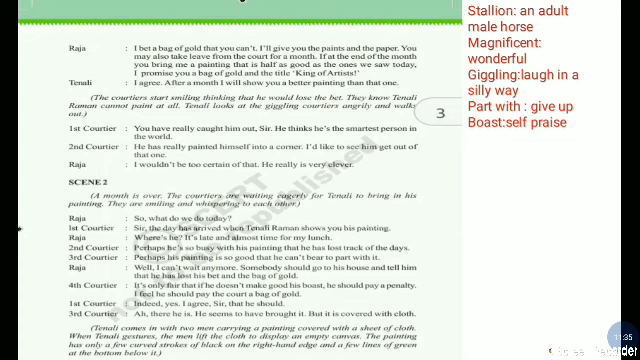 Raja : I bet a bag of gold that you can't. I'll give you the paints and the paper. You
may also take leave from the court for a month. If at the end of the month
you bring me a painting that is half as good as the ones we saw today,
I promise you a bag of gold and the title 'King of Artists!'
Tenali : I agree. After a month I will show you a better painting than that one.
(The courtiers start smiling thinking that he would lose the bet. They know Tenali
Raman cannot paint at all. Tenali looks at the giggling courtiers angrily and walks
out.)
3
1st Courtier : You have really caught him out, Sir. He thinks he's the smartest person in
the world.
2nd Courtier : He has really painted himself into a corner. I'd like to see him get out of
that one.
Raja : I wouldn't be too certain of that. He really is very clever.
SCENE 2
(A month is over. The courtiers are waiting eagerly for Tenali to bring in his
painting. They are smiling and whispering to each other.)
Raja : So, what do we do today?
1st Courtier : Sir, the day has arrived when Tenali Raman shows you his painting.
Raja : Where's he? It's late and almost time for my lunch.
2nd Courtier : Perhaps he's so busy with his painting that he has lost track of the days.
3rd Courtier : Perhaps his painting is so good that he can't bear to part with it.
Raja : Well, I can't wait anymore. Somebody should go to his house and tell him
that he has lost his bet and the bag of gold.
4th Courtier : It's only fair that if he doesn't make good his boast, he should pay a penalty.
I feel he should pay the court a bag of gold.
1st Courtier : Indeed, yes. I agree, Sir, that he should.
3rd Courtier : Ah, there he is. He seems to have brought it. But it is covered with cloth.
(Tenali comes in with two men carrying a painting covered with a sheet of cloth.
When Tenali gestures, the men lift the cloth to display an empty canvas. The painting
has only a few curved strokes of black on the right-hand edge and a few lines of green
at the bottom below it.)
Stallion: an adult
male horse
Magnificent:
wonderful
Giggling:laugh in a
silly way
Part with : give up
Boast:self praise
11:35